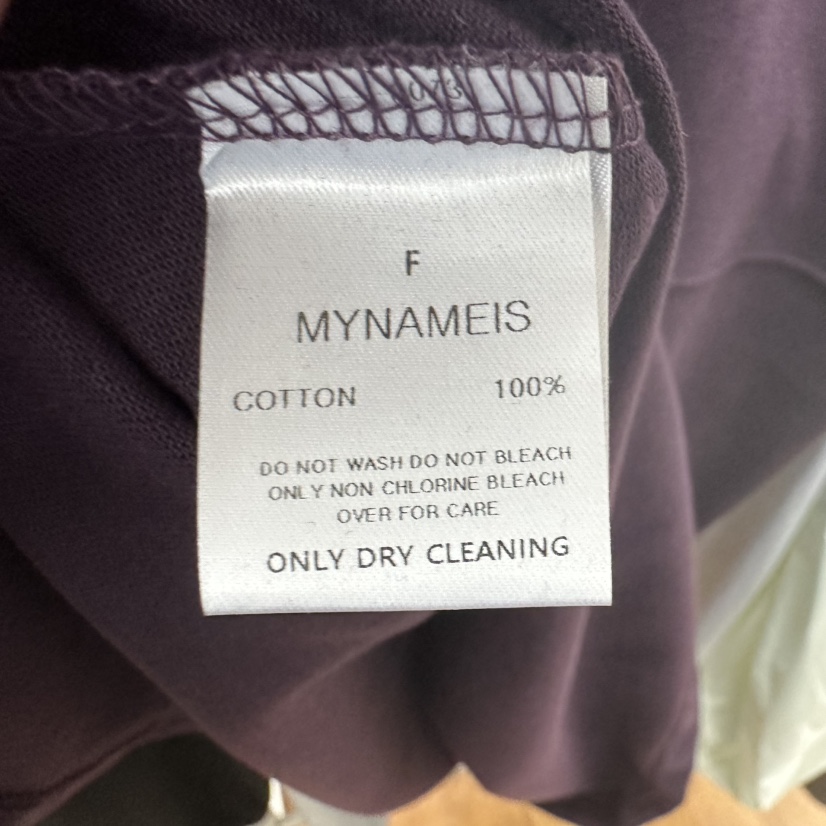 073
F
MYNAMEIS
COTTON 100%
DO NOT WASH DO NOT BLEACH
ONLY NON CHLORINE BLEACH
OVER FOR CARE
ONLY DRY CLEANING